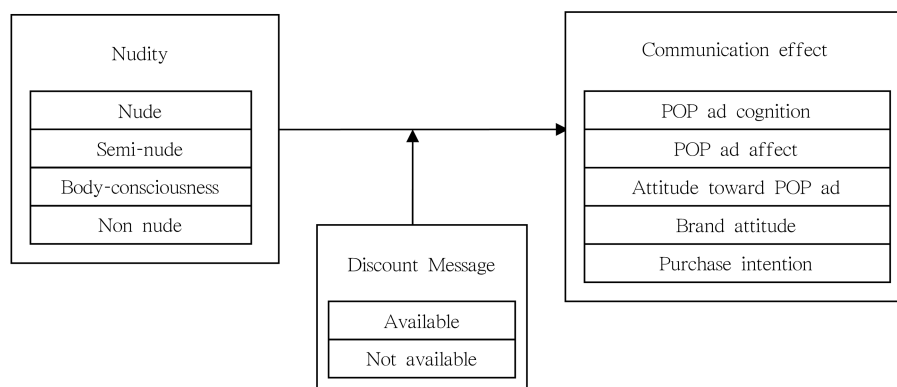 Nudity
Nude
Semi-nude
Body-consciousness
Non nude
Discount Message
Available
Not available
Communication effect
POP ad cognition
POP ad affect
Attitude toward POP ad
Brand attitude
Purchase intention